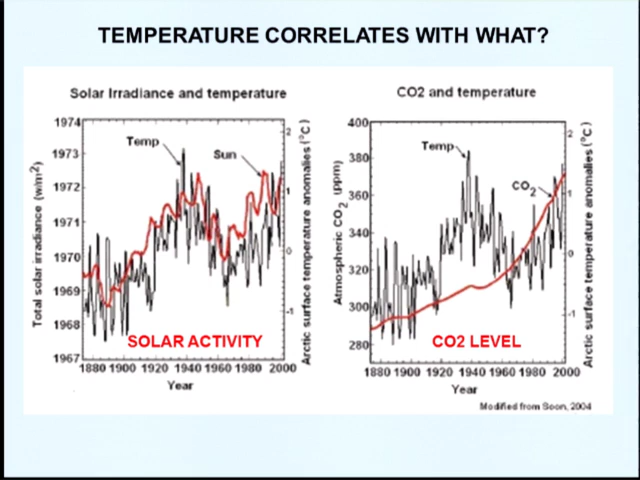 TEMPERATURE CORRELATES WITH WHAT?
Solar Irradiance and temperature
1974
1973
1972
1971
1970
1969
1968
1967
Total solar irradiance (w/m²)
Temp
Sun
2
1
0
-1
Arctic surface temperature anomalies (°C)
SOLAR ACTIVITY
1880 1900 1920 1940 1960 1980 2000
Year
CO2 and temperature
400
380
360
340
320
300
280
Atmospheric CO2 (ppm)
Temp
CO2
2
1
0
-1
Arctic surface temperature anomalies (°C)
CO2 LEVEL
1880 1900 1920 1940 1960 1980 2000
Year
Modified from Soon, 2004